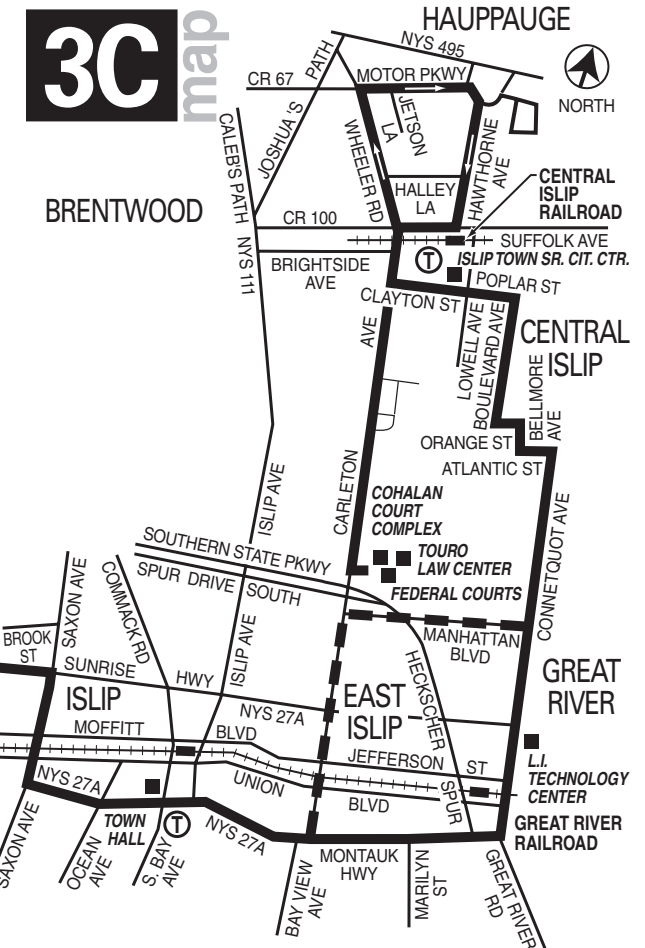 3C
map
HAUPPAUGE
NYS 495
NORTH
CR 67
MOTOR PKWY
JOSHUA'S PATH
CALEB'S PATH NYS 111
JETSON
LA
WHEELER RD
HAWTHORNE
AVE
HALLEY
LA
BRENTWOOD
CR 100
CENTRAL
ISLIP
RAILROAD
SUFFOLK AVE
T
ISLIP TOWN SR. CIT. CTR.
BRIGHTSIDE
AVE
POPLAR ST
CLAYTON ST
CENTRAL
ISLIP
AVE
LOWELL AVE
BOULEVARD AVE
BELLMORE
AVE
ORANGE ST
ATLANTIC ST
CARLETON
ISLIP AVE
COHALAN
COURT
COMPLEX
TOURO
LAW CENTER
FEDERAL COURTS
CONNETQUOT AVE
SOUTHERN STATE PKWY
SPUR DRIVE SOUTH
SAXON AVE
COMMACK RD
ISLIP AVE
BROOK
ST
MANHATTAN
BLVD
SUNRISE HWY
NYS 27A
HECKSCHER SPUR
GREAT
RIVER
ISLIP
EAST
ISLIP
MOFFITT BLVD
JEFFERSON ST
L.I.
TECHNOLOGY
CENTER
UNION BLVD
NYS 27A
TOWN
HALL
T
NYS 27A
GREAT RIVER
RAILROAD
SAXON AVE
OCEAN
AVE
S. BAY
AVE
BAY VIEW
AVE
MONTAUK
HWY
MARILYN
ST
GREAT RIVER
RD